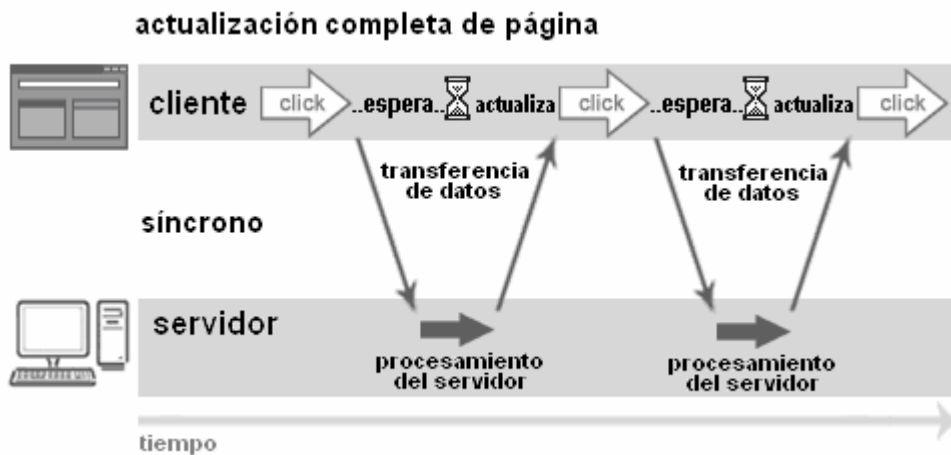 actualización completa de página
cliente click ..espera.. actualiza click ..espera.. actualiza click
transferencia
de datos
transferencia
de datos
síncrono
servidor
procesamiento
del servidor
procesamiento
del servidor
tiempo